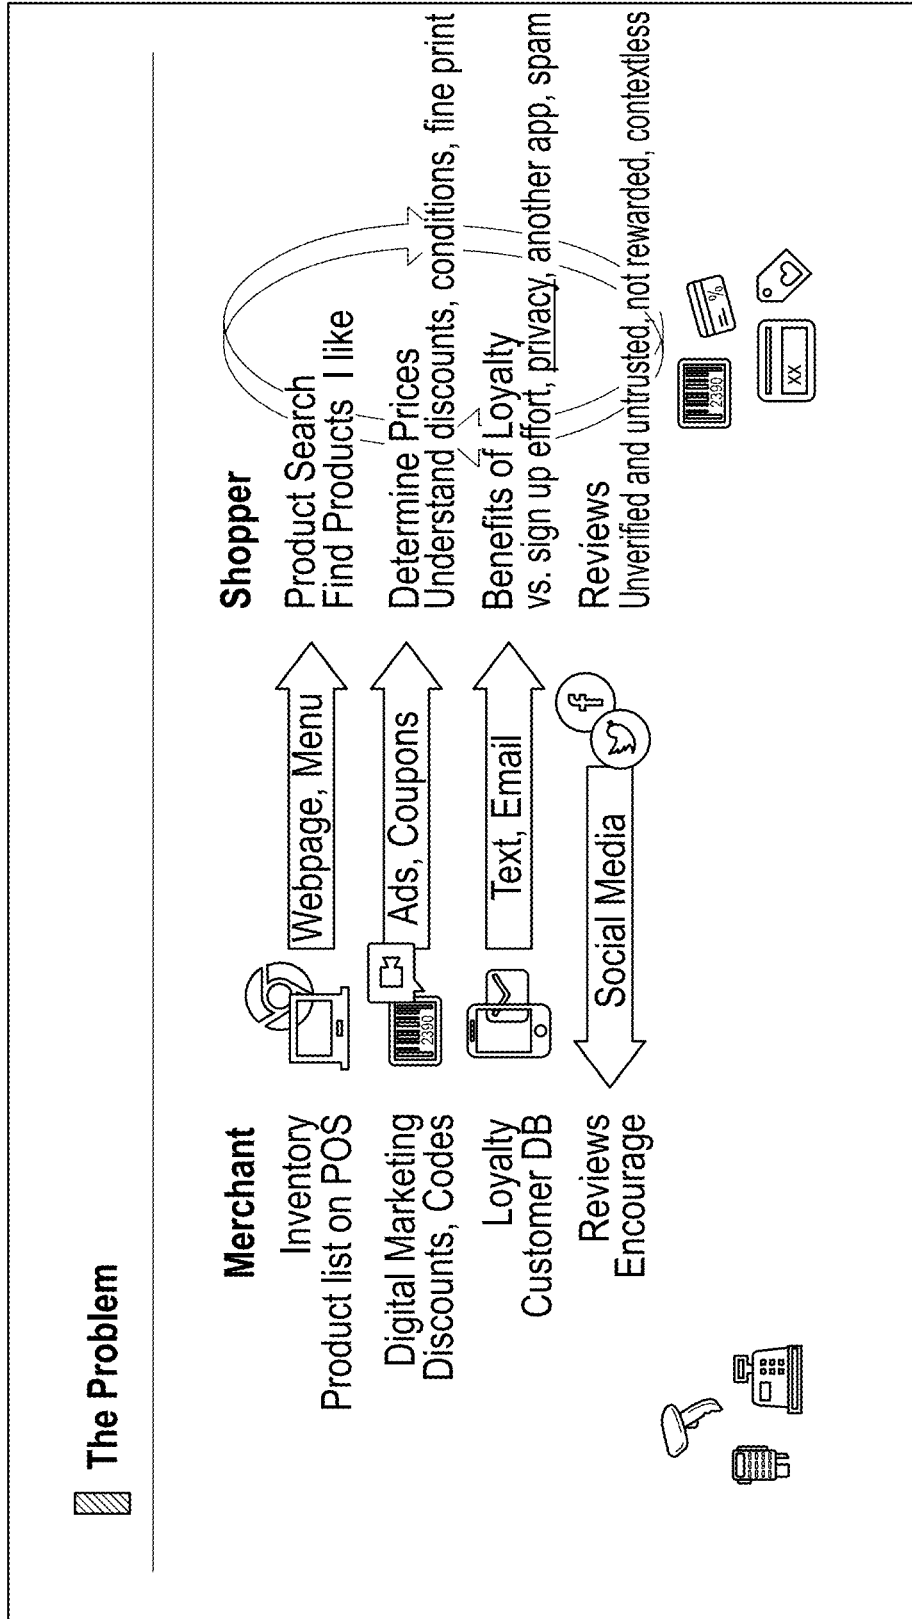 The Problem
Merchant
Shopper
Inventory
Product list on POS
Webpage, Menu
Product Search
Find Products I like
Digital Marketing
Discounts, Codes
2390
Ads, Coupons
Determine Prices
Understand discounts, conditions, fine print
Loyalty
Customer DB
Text, Email
Benefits of Loyalty
vs. sign up effort, privacy, another app, spam
Reviews
Encourage
Social Media
f
Reviews
Unverified and untrusted, not rewarded, contextless
2390
%
XX